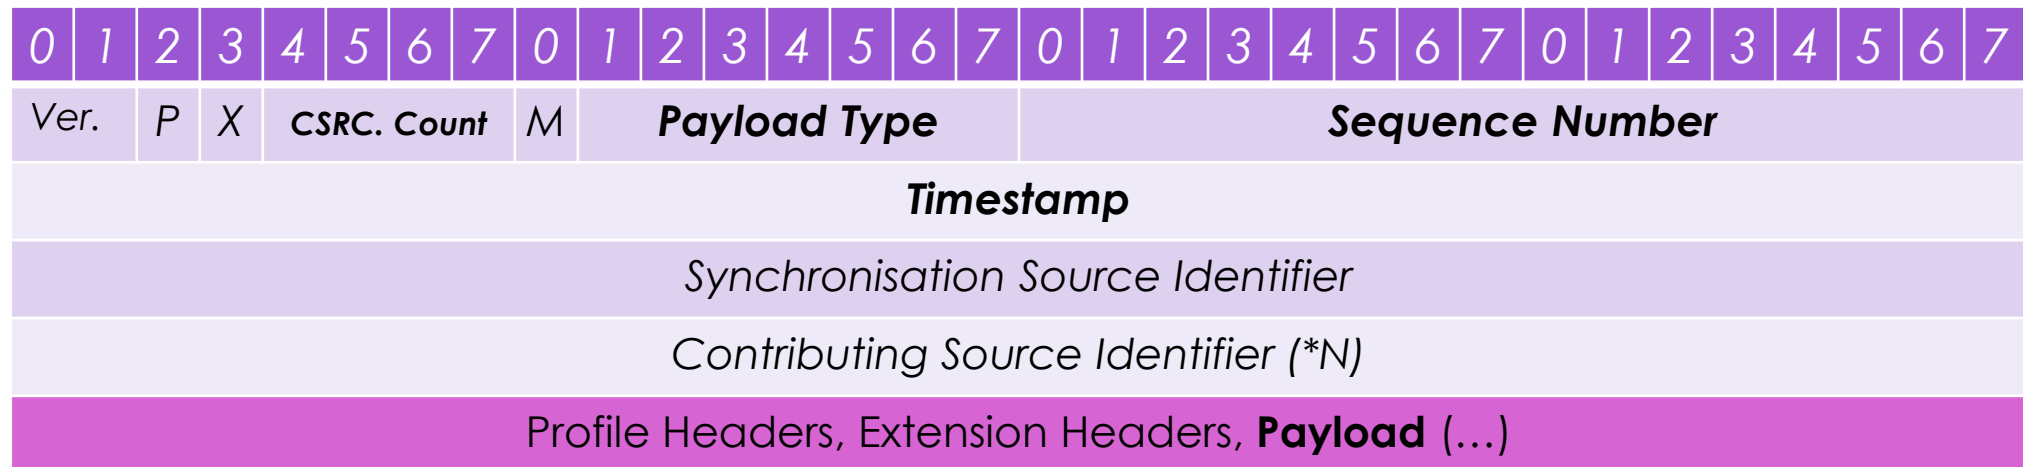 0 1 2 3 4 5 6 7 0 1 2 3 4 5 6 7 0 1 2 3 4 5 6 7 0 1 2 3 4 5 6 7
Ver. P X CSRC. Count M Payload Type Sequence Number
Timestamp
Synchronisation Source Identifier
Contributing Source Identifier (*N)
Profile Headers, Extension Headers, Payload (…)